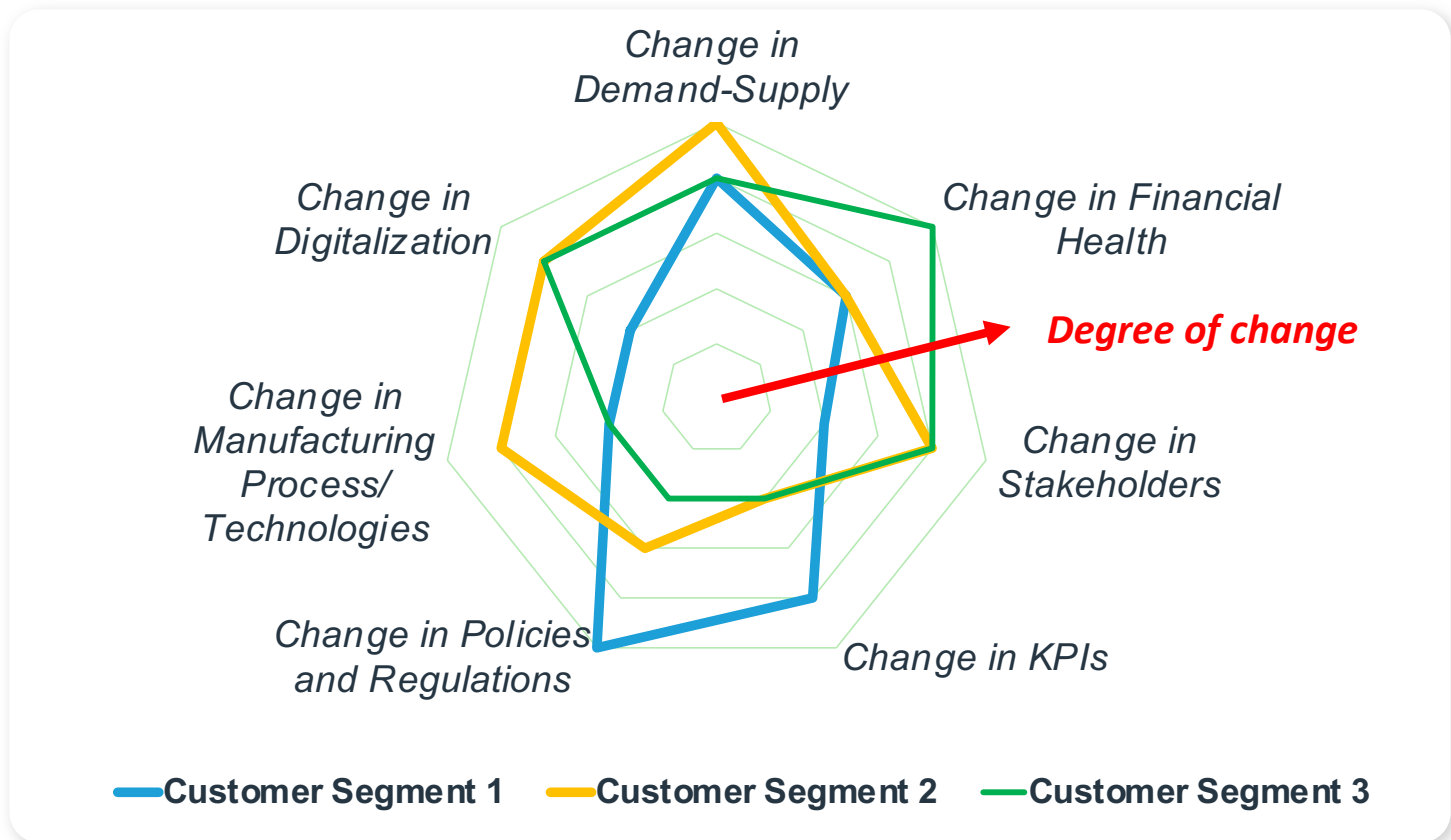 Change in
Demand-Supply
Change in
Digitalization
Change in Financial
Health
Degree of change
Change in
Manufacturing
Process/
Technologies
Change in
Stakeholders
Change in Policies
and Regulations
Change in KPIs
Customer Segment 1
Customer Segment 2
Customer Segment 3